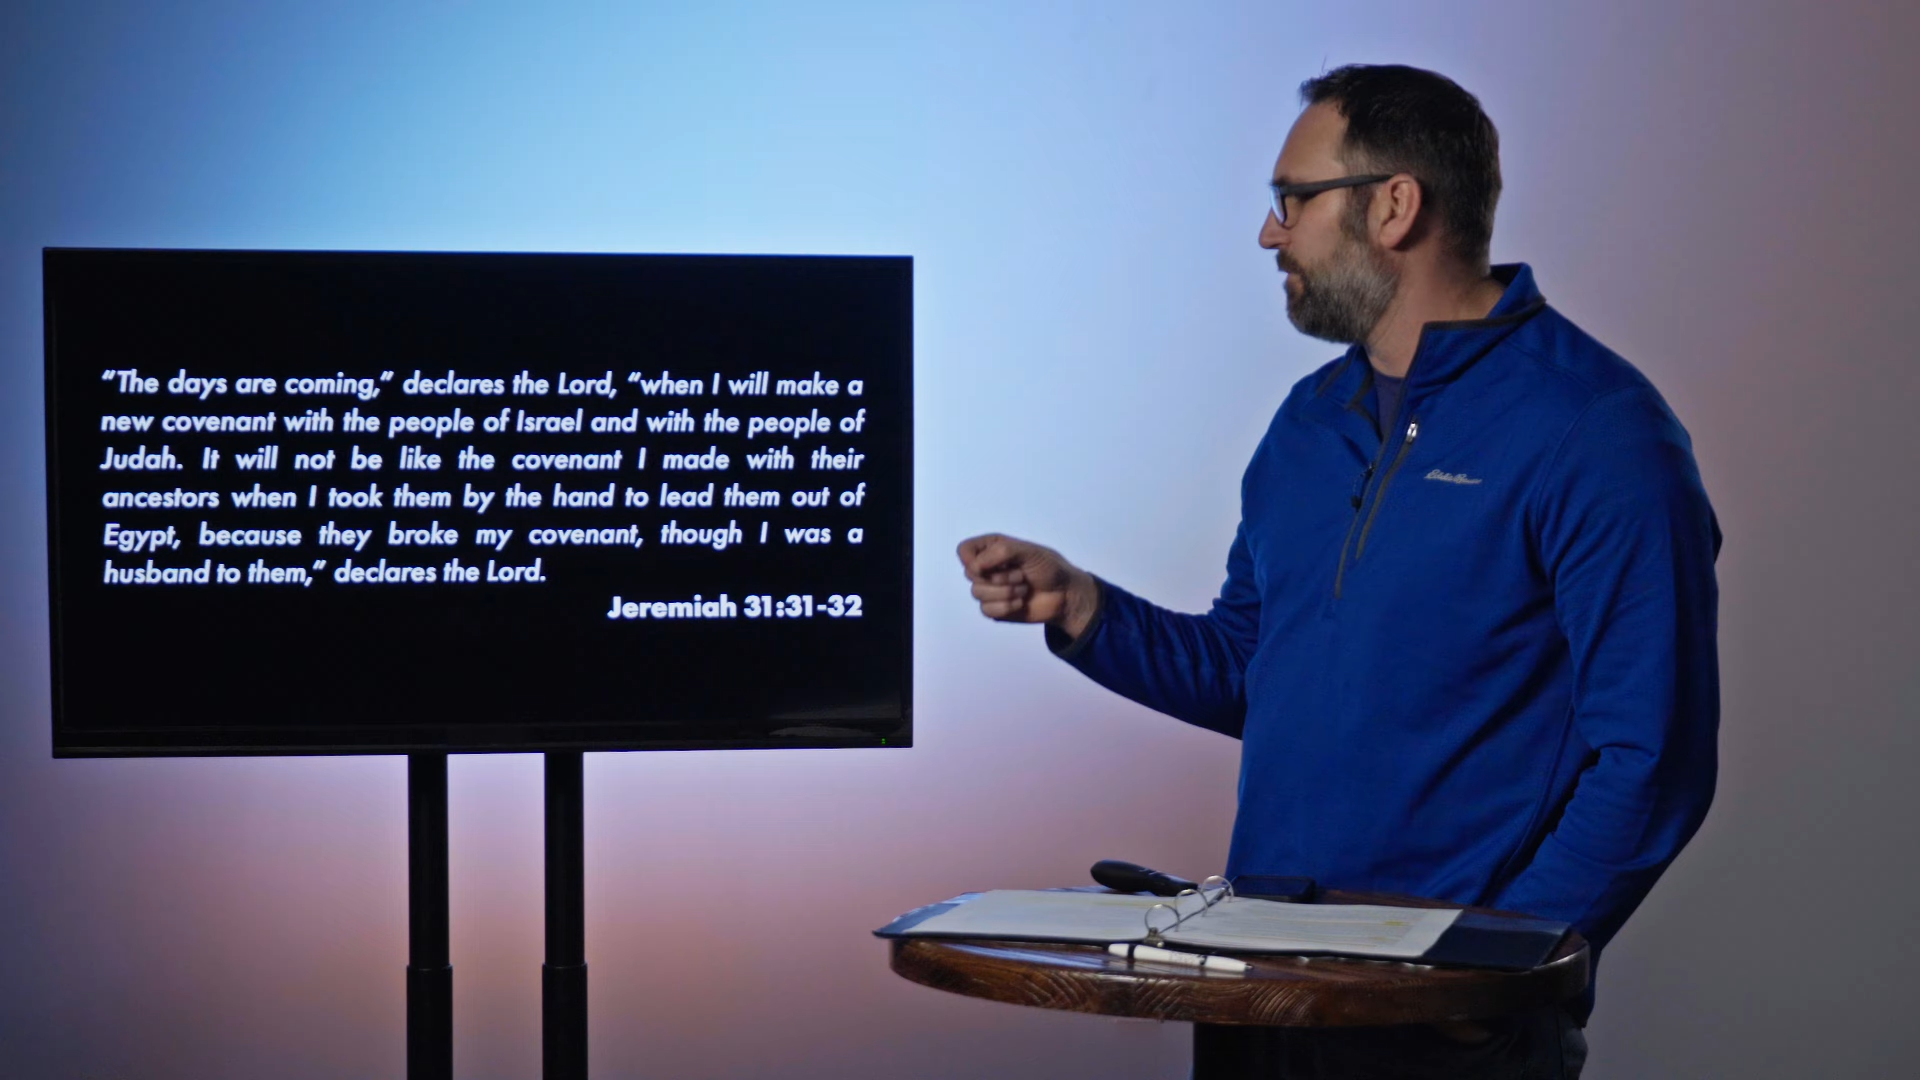 “The days are coming,” declares the Lord, “when I will make a
new covenant with the people of Israel and with the people of
Judah. It will not be like the covenant I made with their
ancestors when I took them by the hand to lead them out of
Egypt, because they broke my covenant, though I was a
husband to them,” declares the Lord.
Jeremiah 31:31-32
Eddie Bauer